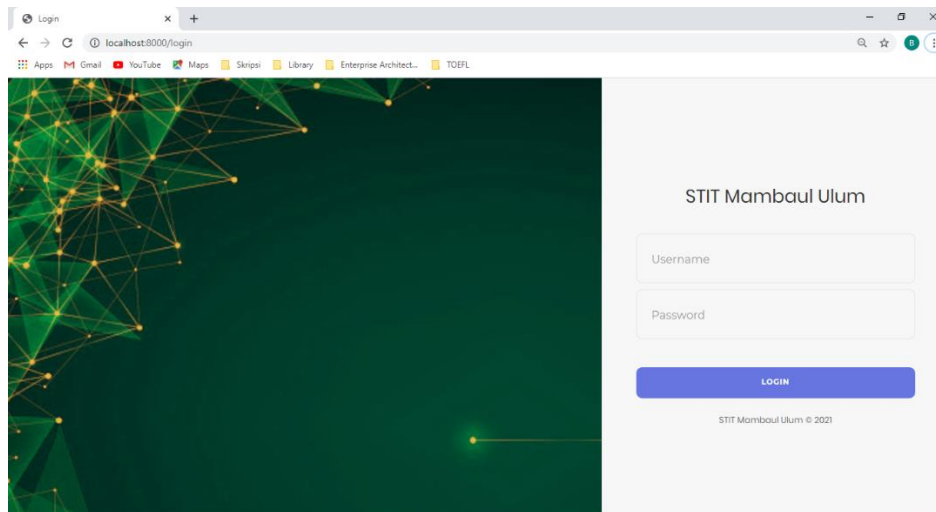 Login
localhost:8000/login
B
Apps Gmail YouTube Maps Skripsi Library Enterprise Architect... TOEFL
STIT Mambaul Ulum
Username
Password
LOGIN
STIT Mambaul Ulum © 2021